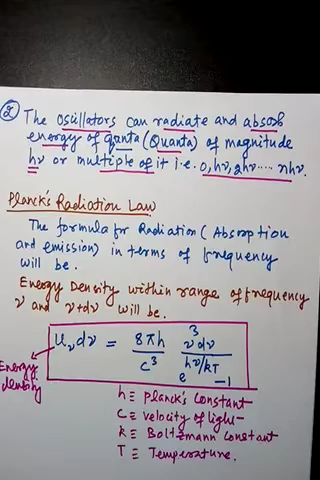 ② The oscillators can radiate and absorb
energy of qanta (Quanta) of magnitude
hν or multiple of it i.e. 0, hν, 2hν ..... nhν.
Planck's Radiation Law
The formula for Radiation (Absorption
and emission) in terms of frequency
will be.
Energy Density within range of frequency
ν and ν+dν will be.
U_ν dν = 8πh/c³ ν³dν/(e^(hν/kT) -1)
Energy
density
h ≡ Planck's Constant
C ≡ velocity of light
k ≡ Boltzmann Constant
T ≡ Temperature.